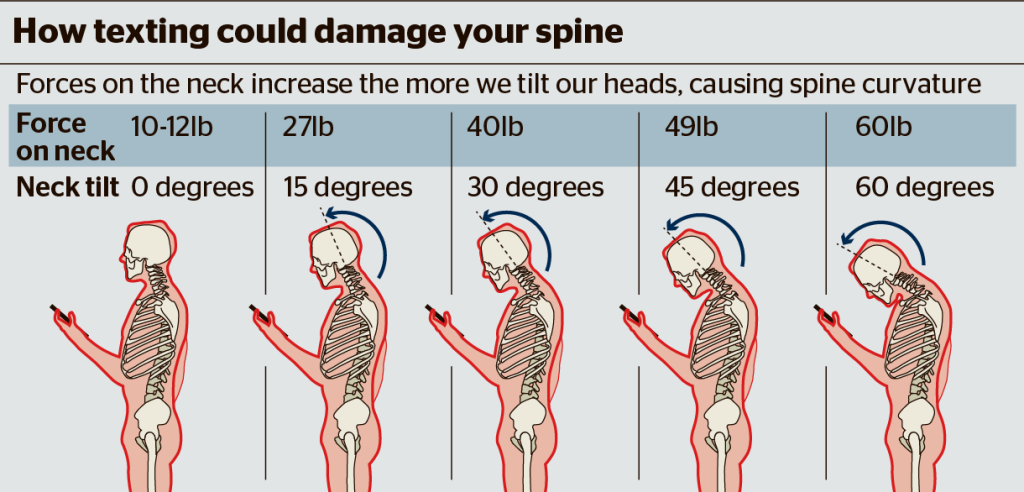 How texting could damage your spine
Forces on the neck increase the more we tilt our heads, causing spine curvature
Force on neck 10-12lb 27lb 40lb 49lb 60lb
Neck tilt 0 degrees 15 degrees 30 degrees 45 degrees 60 degrees